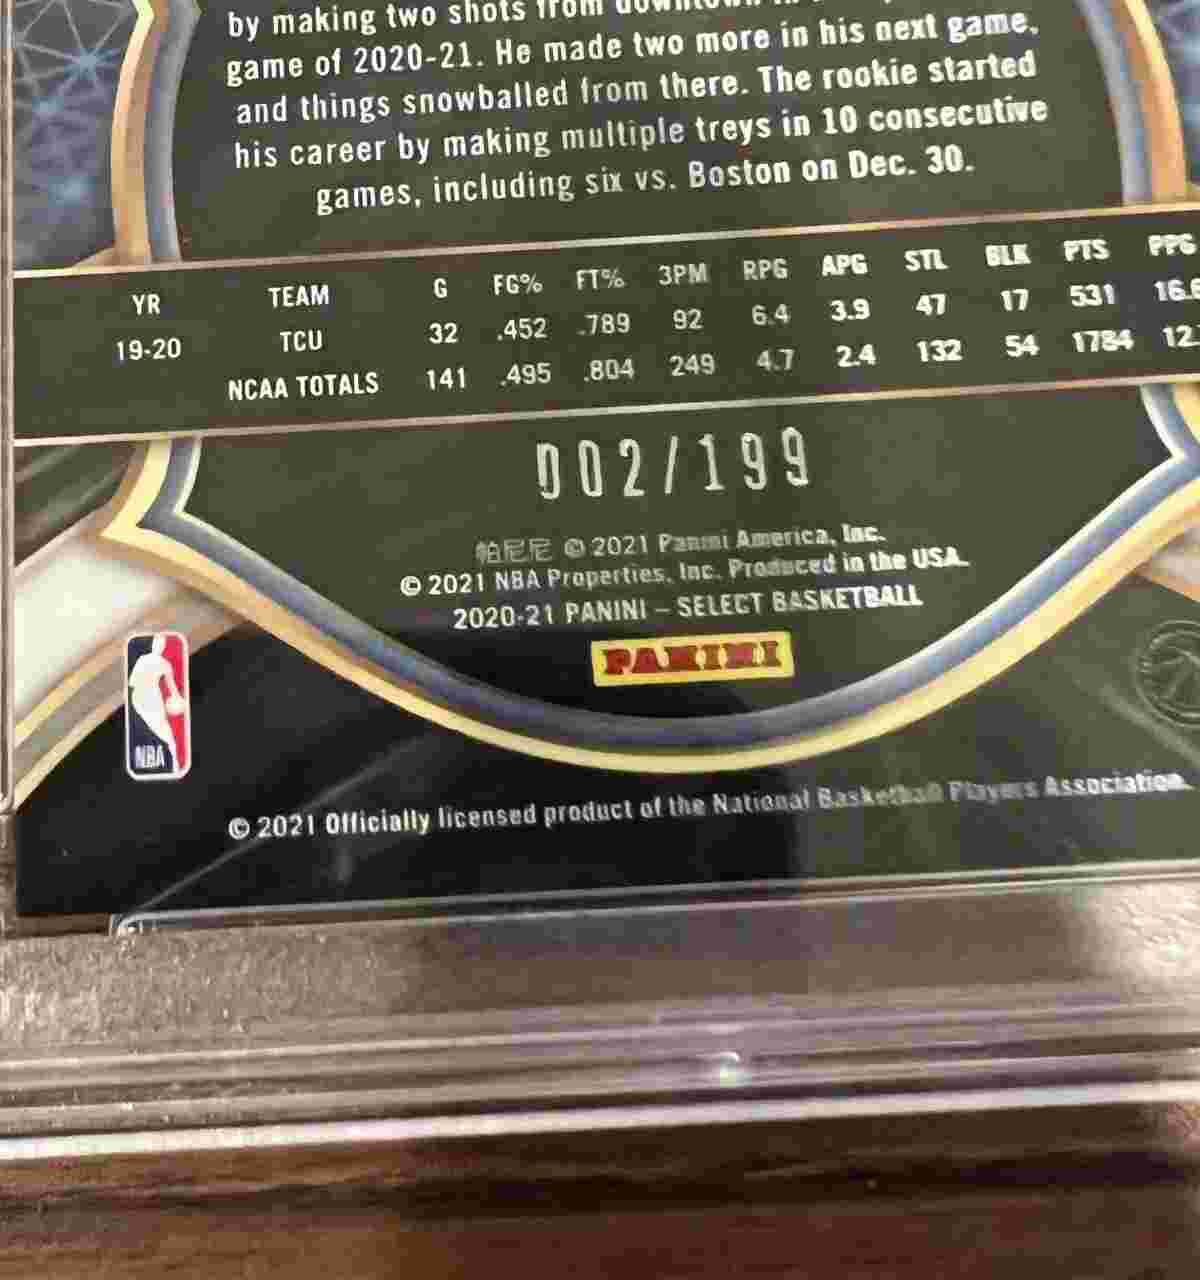 by making two shots from downtown in
game of 2020-21. He made two more in his next game,
and things snowballed from there. The rookie started
his career by making multiple treys in 10 consecutive
games, including six vs. Boston on Dec. 30.
YR TEAM G FG% FT% 3PM RPG APG STL BLK PTS PPG
19-20 TCU 32 .452 .789 92 6.4 3.9 47 17 531 16.6
NCAA TOTALS 141 .495 .804 249 4.7 2.4 132 54 1784 12.
002/199
帕尼尼 © 2021 Panini America, Inc.
© 2021 NBA Properties, Inc. Produced in the USA.
2020-21 PANINI – SELECT BASKETBALL
PANINI
NBA
© 2021 Officially licensed product of the National Basketball Players Association.